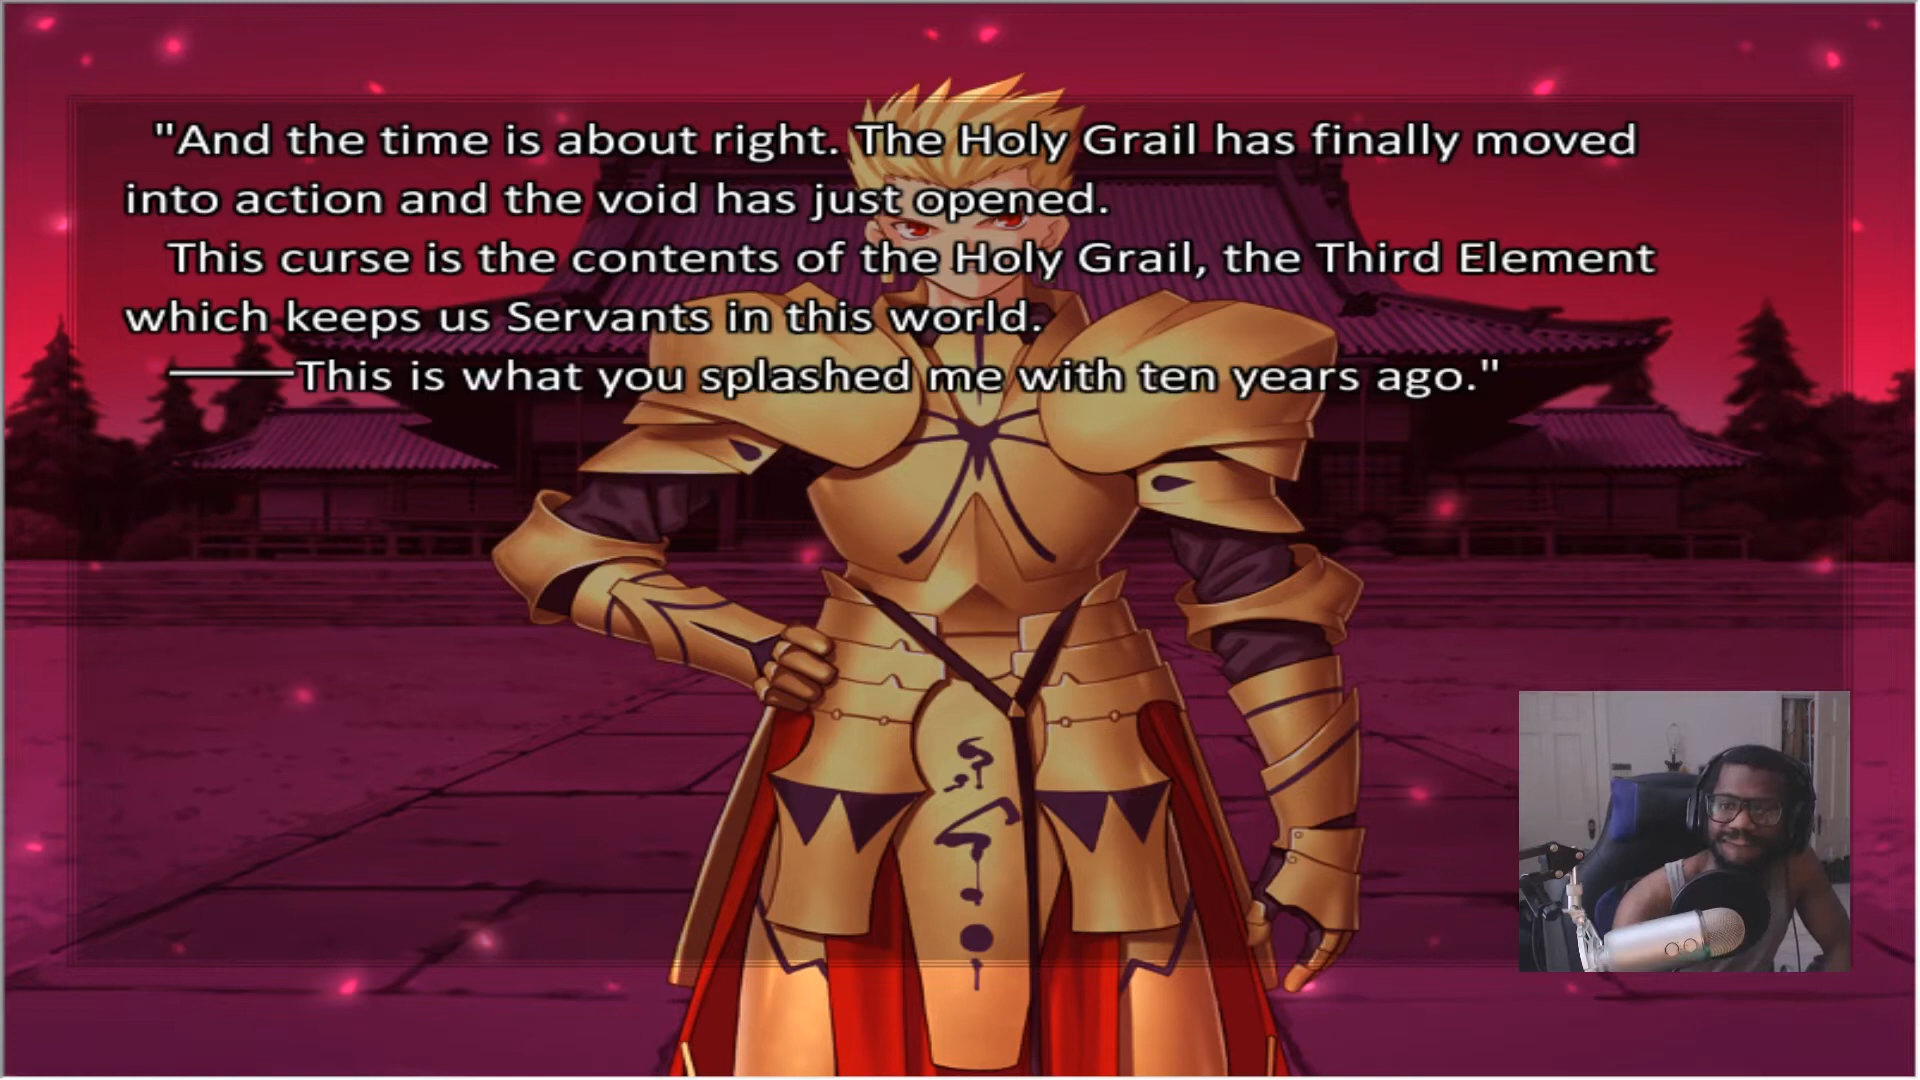 "And the time is about right. The Holy Grail has finally moved
into action and the void has just opened.
This curse is the contents of the Holy Grail, the Third Element
which keeps us Servants in this world.
———This is what you splashed me with ten years ago."